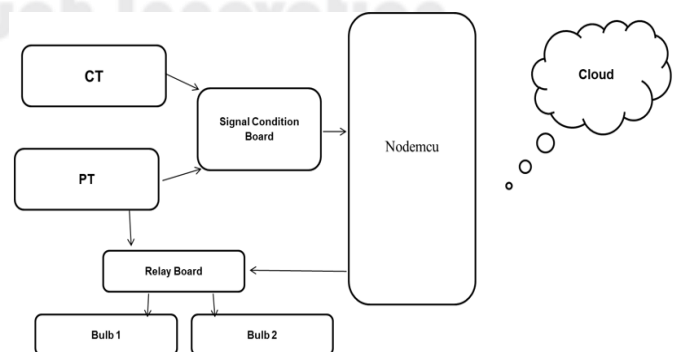 CT
Signal Condition
Board
PT
Nodemcu
Cloud
Relay Board
Bulb 1
Bulb 2